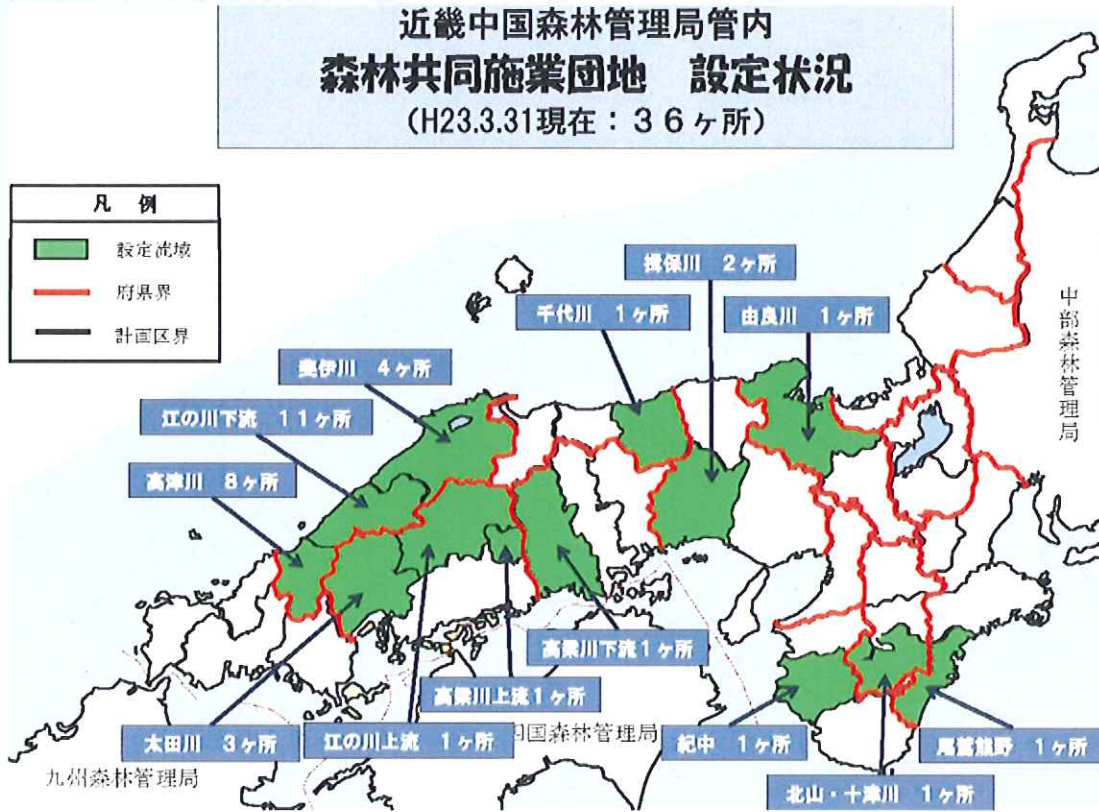 近畿中国森林管理局管内
森林共同施業団地　設定状況
(H23.3.31現在：３６ヶ所)
凡　例
設定流域
府県界
計画区界
揖保川　２ヶ所
千代川　１ヶ所
由良川　１ヶ所
斐伊川　４ヶ所
江の川下流　１１ヶ所
高津川　８ヶ所
中部森林管理局
高梁川下流１ヶ所
高梁川上流１ヶ所
太田川　３ヶ所
江の川上流　１ヶ所
四国森林管理局
紀中　１ヶ所
尾鷲熊野　１ヶ所
九州森林管理局
北山・十津川　１ヶ所